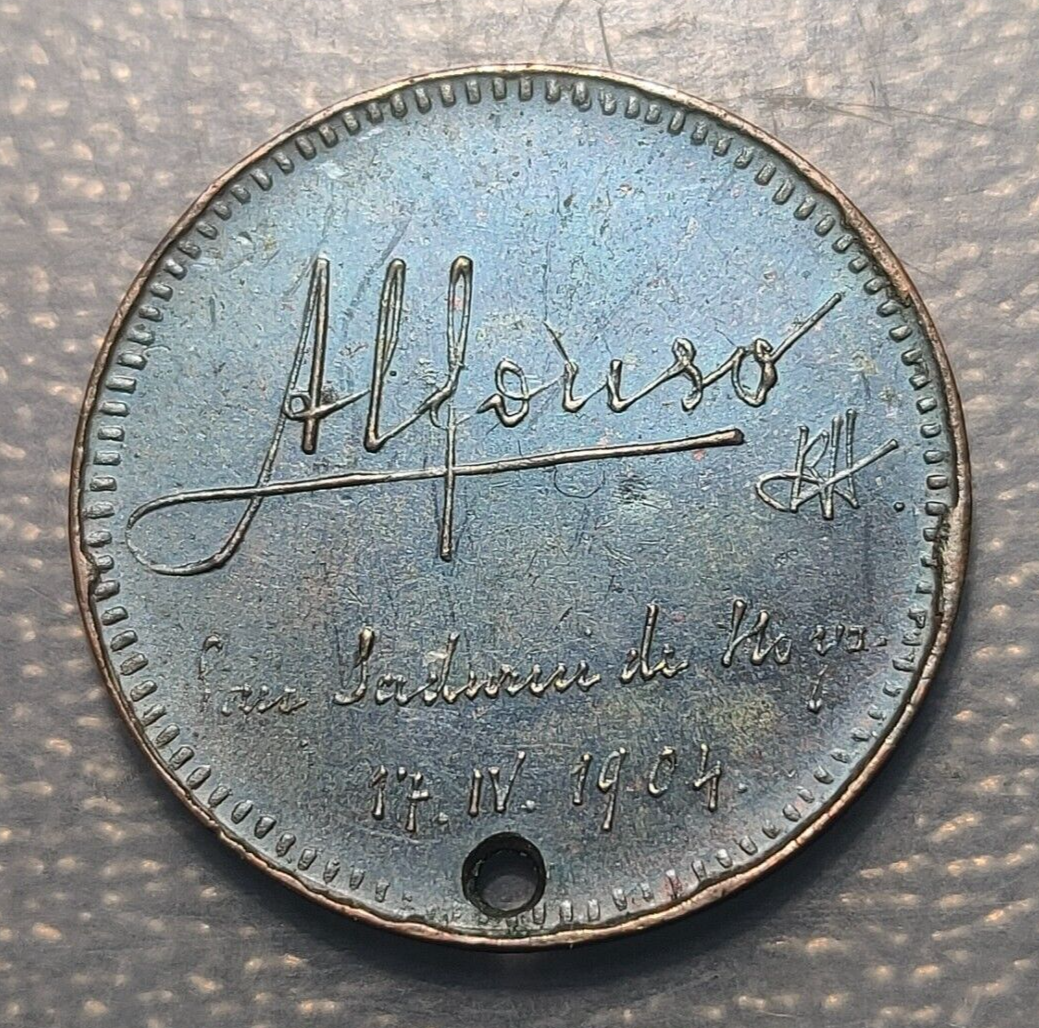 Alfonso
San Sadurni de Noya.
17. IV. 1904.